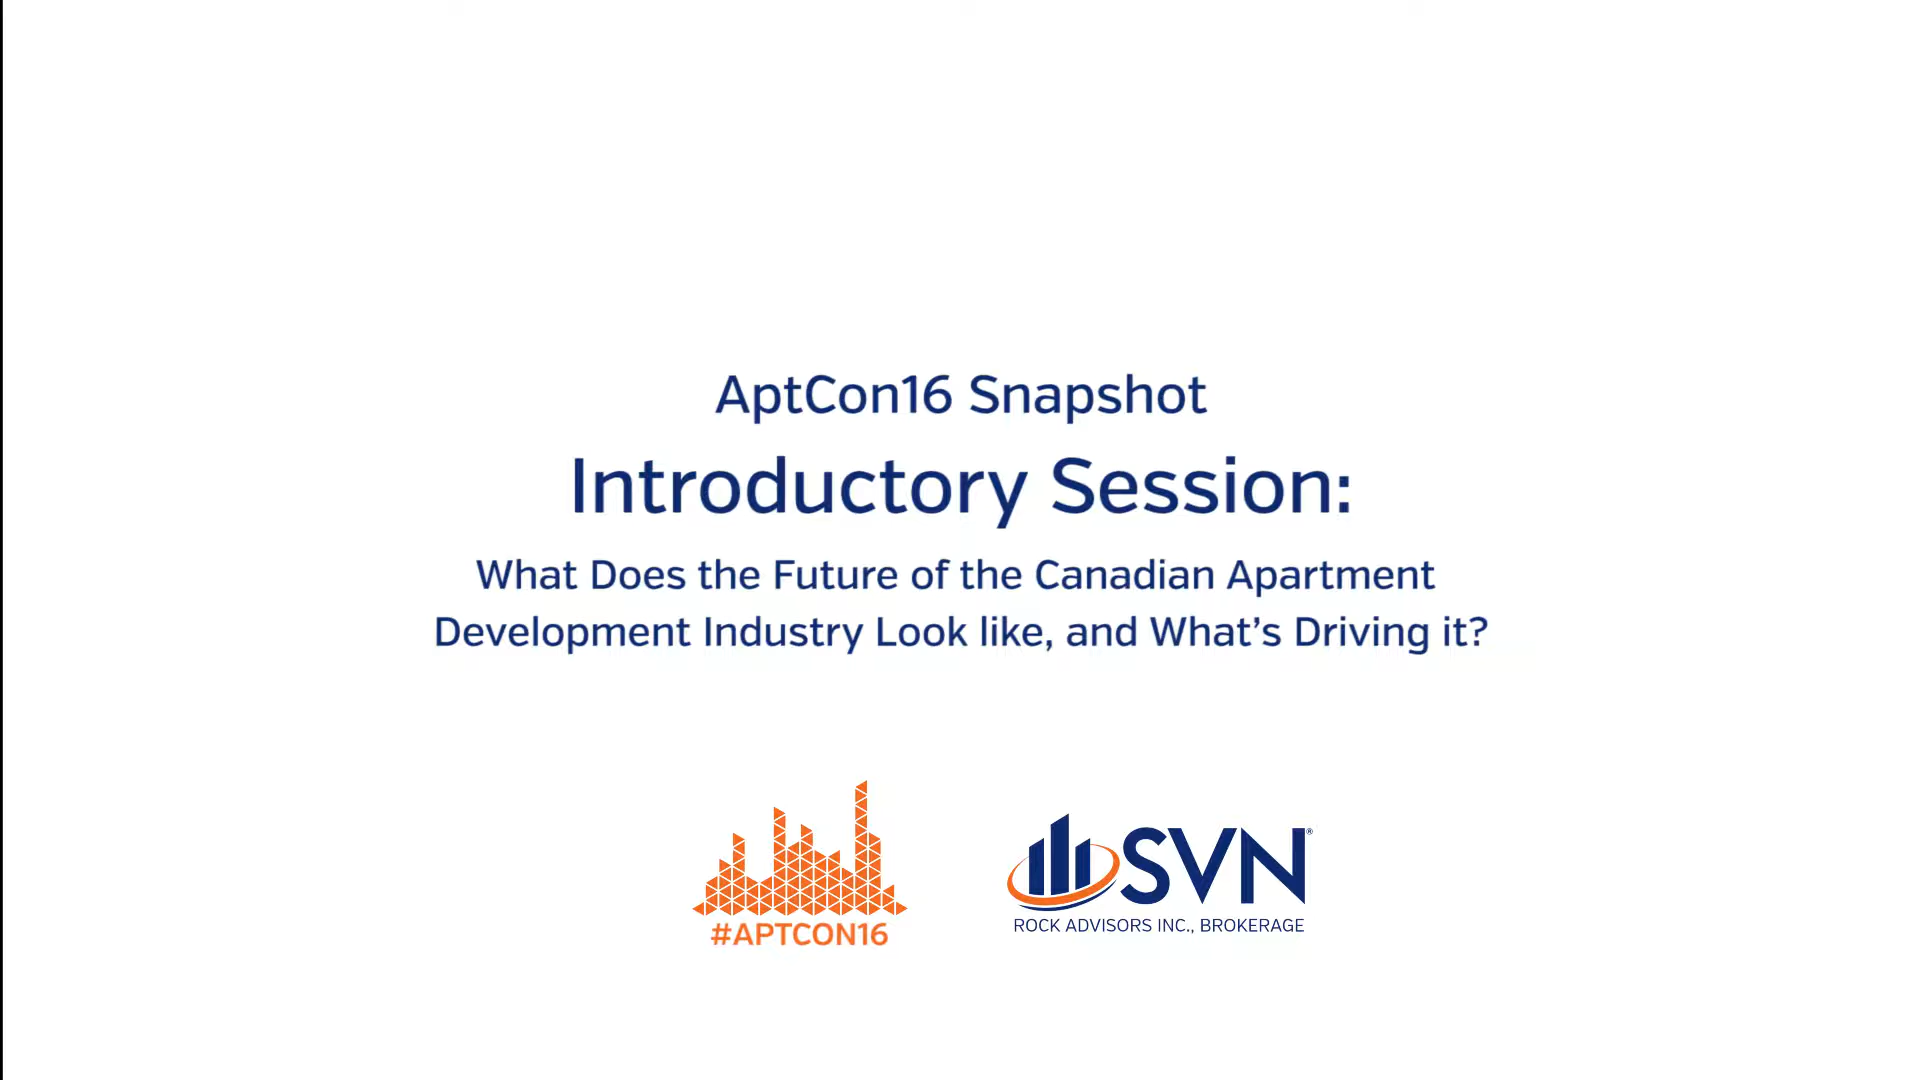 AptCon16 Snapshot
Introductory Session:
What Does the Future of the Canadian Apartment
Development Industry Look like, and What’s Driving it?
#APTCON16
SVN®
ROCK ADVISORS INC., BROKERAGE